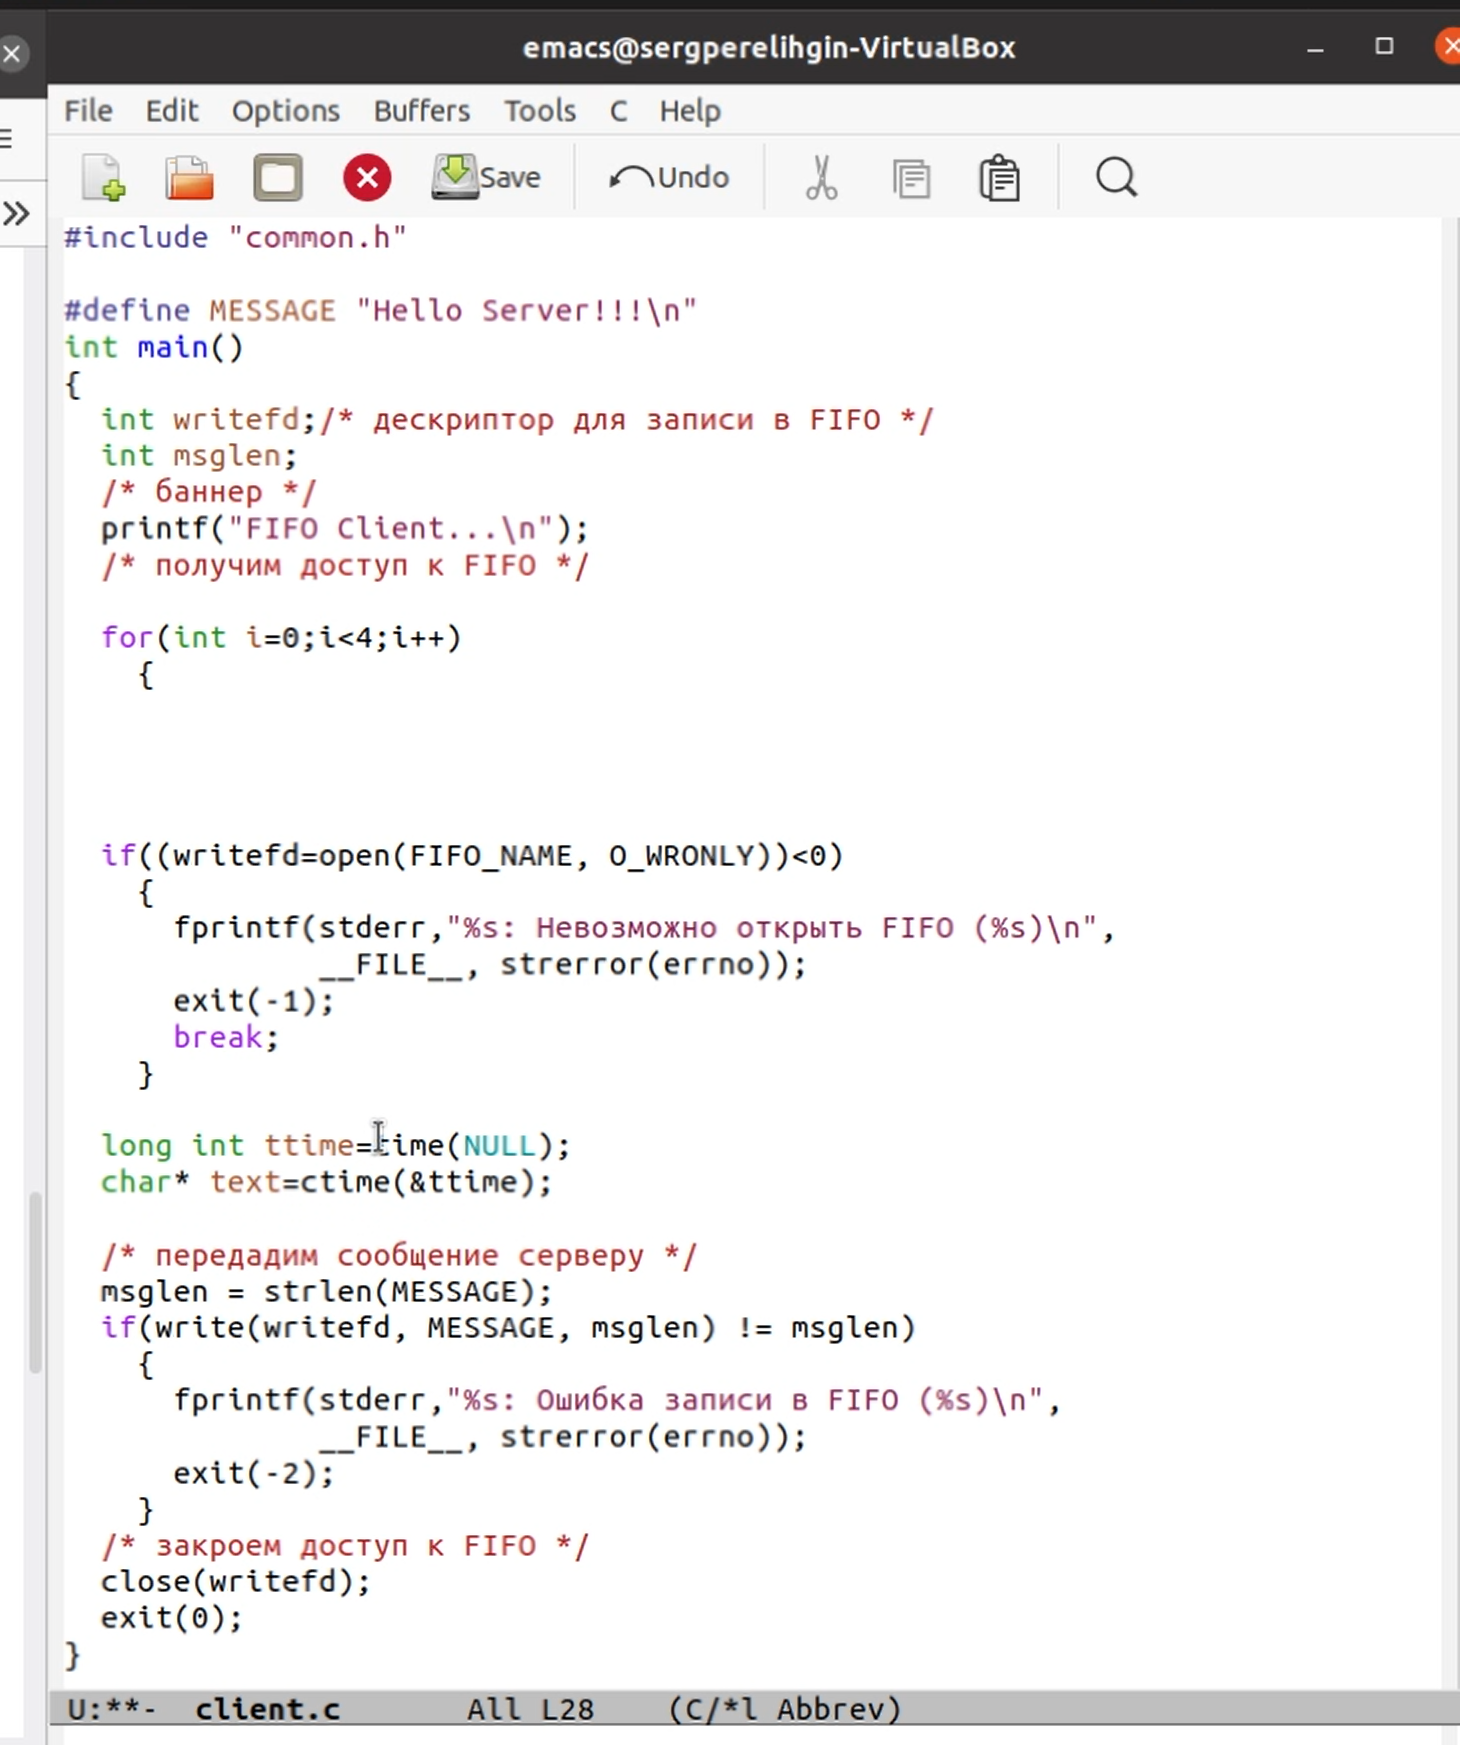 emacs@sergperelihgin-VirtualBox
File Edit Options Buffers Tools C Help
Save Undo
#include "common.h"
#define MESSAGE "Hello Server!!!\n"
int main()
{
int writefd;/* дескриптор для записи в FIFO */
int msglen;
/* баннер */
printf("FIFO Client...\n");
/* получим доступ к FIFO */
for(int i=0;i<4;i++)
{
if((writefd=open(FIFO_NAME, O_WRONLY))<0)
{
fprintf(stderr,"%s: Невозможно открыть FIFO (%s)\n",
__FILE__, strerror(errno));
exit(-1);
break;
}
long int ttime=time(NULL);
char* text=ctime(&ttime);
/* передадим сообщение серверу */
msglen = strlen(MESSAGE);
if(write(writefd, MESSAGE, msglen) != msglen)
{
fprintf(stderr,"%s: Ошибка записи в FIFO (%s)\n",
__FILE__, strerror(errno));
exit(-2);
}
/* закроем доступ к FIFO */
close(writefd);
exit(0);
}
U:**- client.c All L28 (C/*l Abbrev)